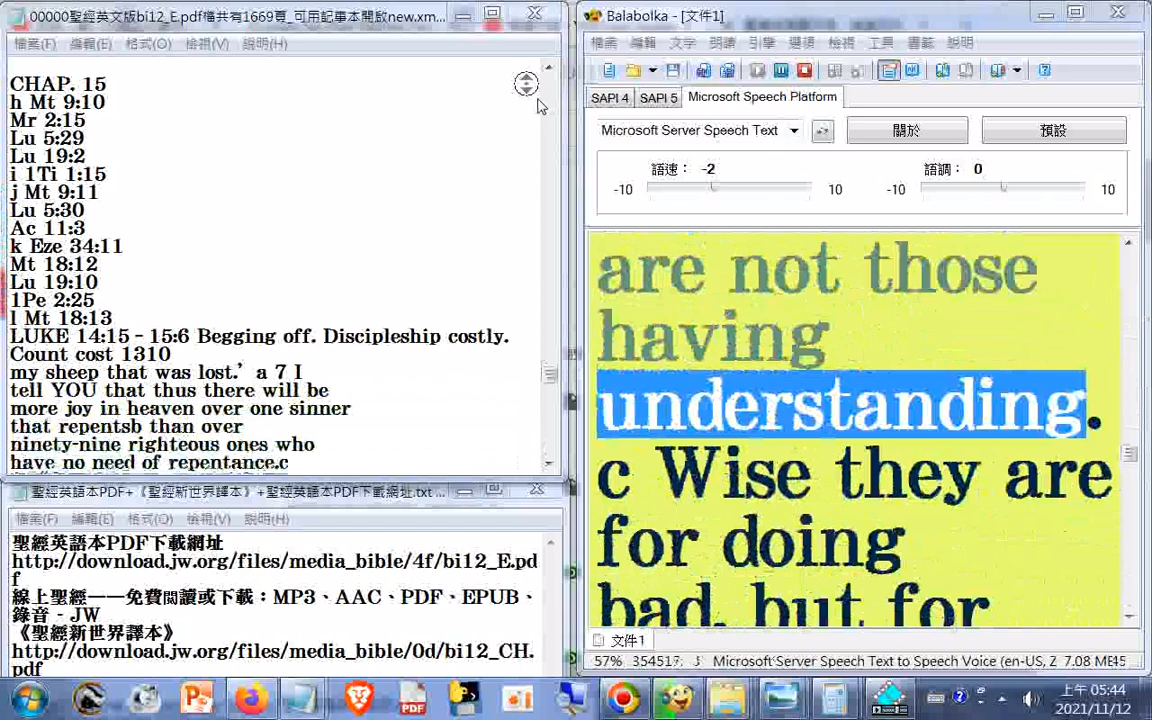 00000聖經英文版bi12_E.pdf檔共有1669頁_可用記事本開啟new.xm...
檔案(F) 編輯(E) 格式(O) 檢視(V) 說明(H)
CHAP. 15
h Mt 9:10
Mr 2:15
Lu 5:29
Lu 19:2
i 1Ti 1:15
j Mt 9:11
Lu 5:30
Ac 11:3
k Eze 34:11
Mt 18:12
Lu 19:10
1Pe 2:25
l Mt 18:13
LUKE 14:15 - 15:6 Begging off. Discipleship costly.
Count cost 1310
my sheep that was lost.’ a 7 I
tell YOU that thus there will be
more joy in heaven over one sinner
that repentsb than over
ninety-nine righteous ones who
have no need of repentance.c
聖經英語本PDF+《聖經新世界譯本》+聖經英語本PDF下載網址.txt ...
檔案(F) 編輯(E) 格式(O) 檢視(V) 說明(H)
聖經英語本PDF下載網址
http://download.jw.org/files/media_bible/4f/bi12_E.pd
f
線上聖經——免費閱讀或下載：MP3、AAC、PDF、EPUB、
錄音 - JW
《聖經新世界譯本》
http://download.jw.org/files/media_bible/0d/bi12_CH.
pdf
Balabolka - [文件1]
檔案 編輯 文字 朗讀 引擎 選項 檢視 工具 書籤 說明
SAPI 4 SAPI 5 Microsoft Speech Platform
Microsoft Server Speech Text 關於 預設
語速： -2 語調： 0
-10 10 -10 10
are not those
having
understanding.
c Wise they are
for doing
bad, but for
文件1
57% 354517 Microsoft Server Speech Text to Speech Voice (en-US, Z 7.08 ME45
PDF
上午 05:44
2021/11/12